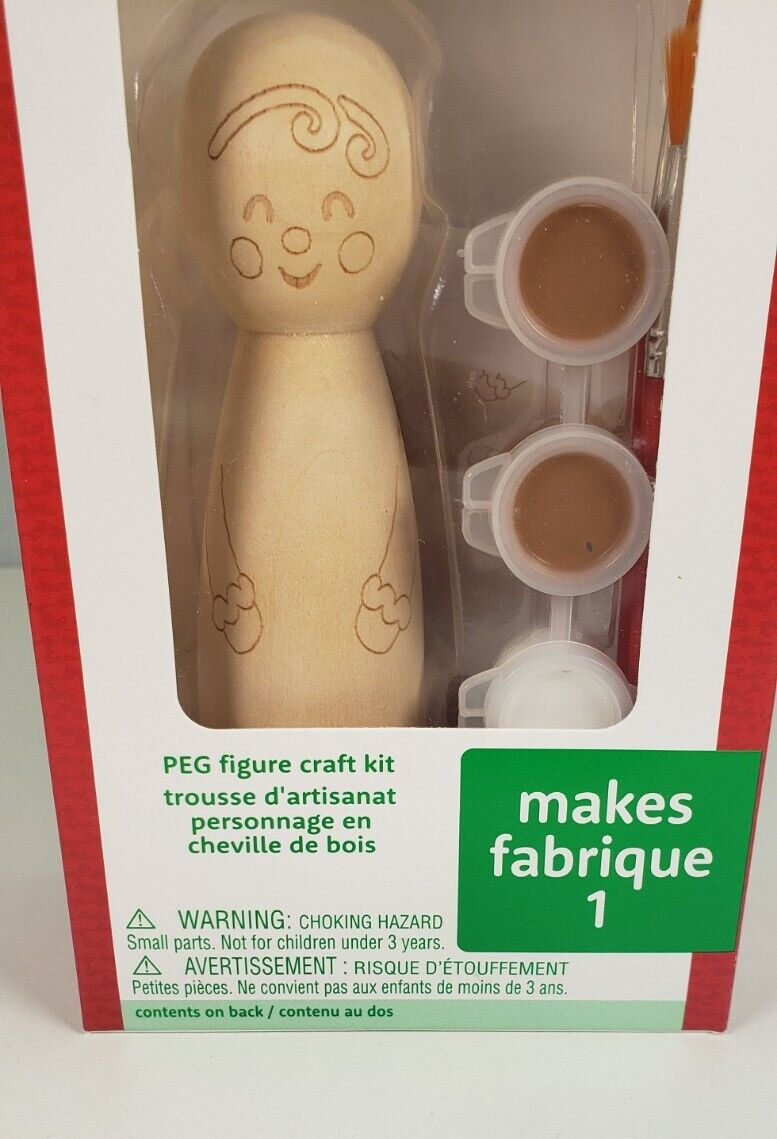 PEG figure craft kit
trousse d'artisanat
personnage en
cheville de bois
makes
fabrique
1
⚠ WARNING: CHOKING HAZARD
Small parts. Not for children under 3 years.
⚠ AVERTISSEMENT : RISQUE D'ÉTOUFFEMENT
Petites pièces. Ne convient pas aux enfants de moins de 3 ans.
contents on back / contenu au dos